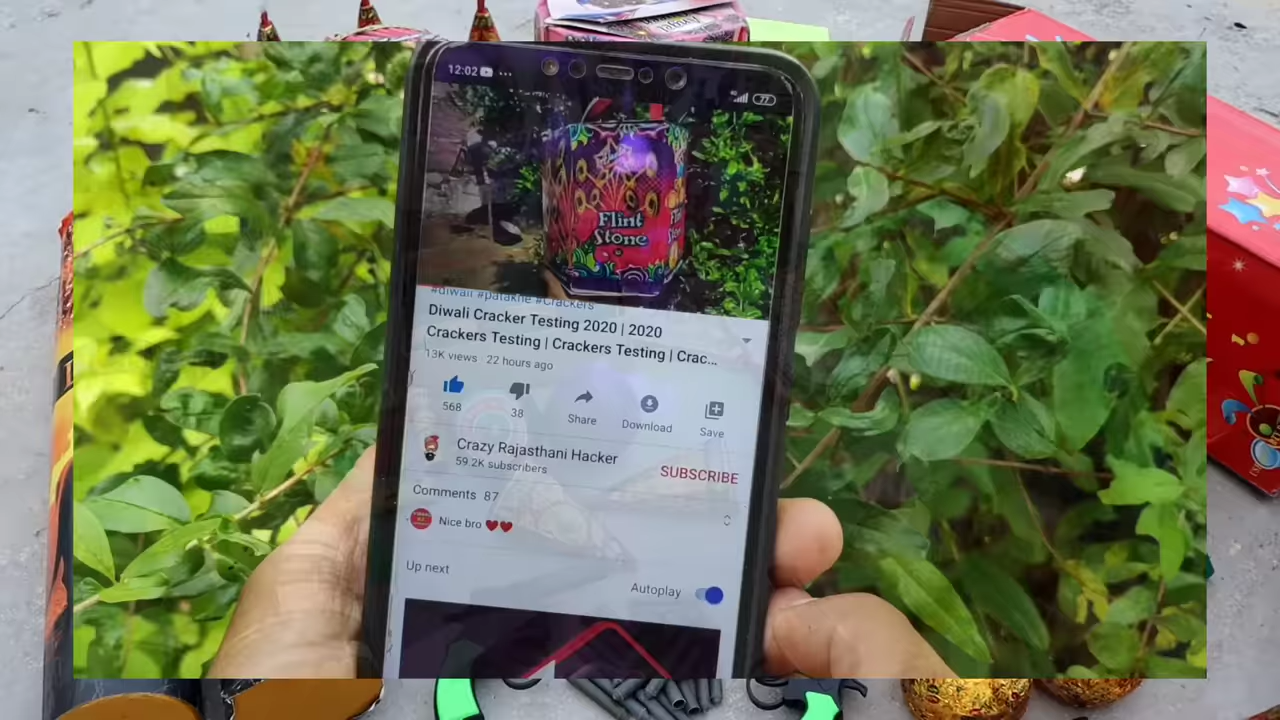 12:02
77
Flint
Stone
#diwali #patakhe #Crackers
Diwali Cracker Testing 2020 | 2020
Crackers Testing | Crackers Testing | Crac...
13K views 22 hours ago
568
38
Share
Download
Save
Crazy Rajasthani Hacker
59.2K subscribers
SUBSCRIBE
Comments 87
Nice bro ❤❤
Up next
Autoplay